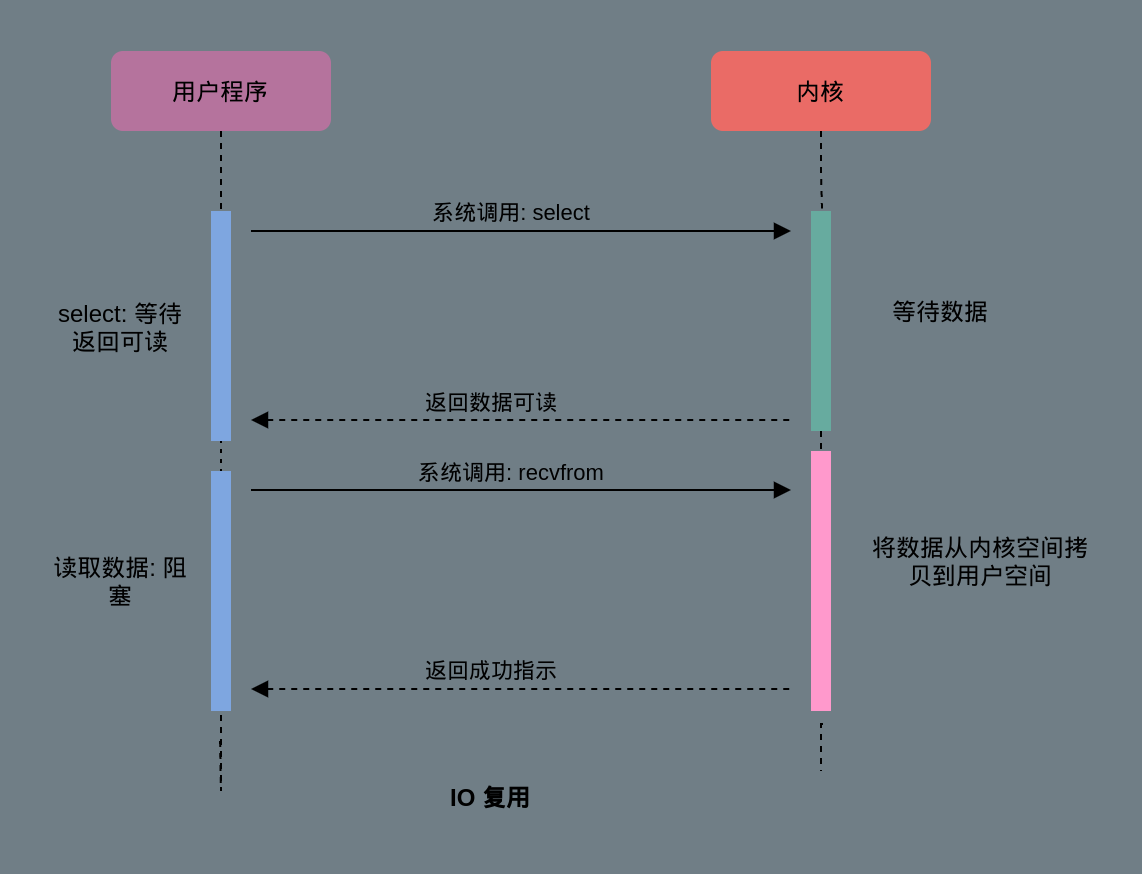 用户程序
内核
系统调用: select
select: 等待
返回可读
等待数据
返回数据可读
系统调用: recvfrom
将数据从内核空间拷
贝到用户空间
读取数据: 阻
塞
返回成功指示
IO 复用